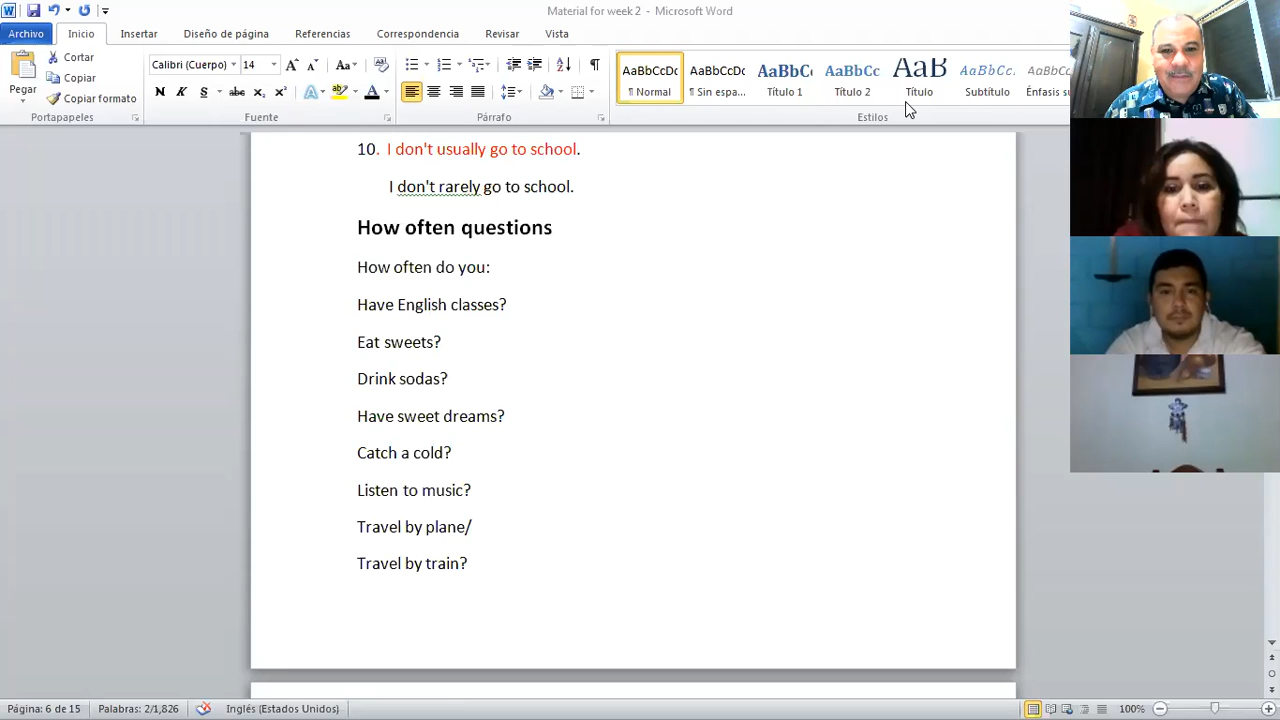 Material for week 2 - Microsoft Word
Archivo Inicio Insertar Diseño de página Referencias Correspondencia Revisar Vista
Pegar
Cortar
Copiar
Copiar formato
Portapapeles
Calibri (Cuerpo) 14
N K S abc x₂ x²
Fuente
Párrafo
AaBbCcDc AaBbCcDc AaBbC AaBbCc AaB AaBbCc. AaBbCc
¶ Normal ¶ Sin espa... Título 1 Título 2 Título Subtítulo Énfasis s
Estilos
10. I don't usually go to school.
I don't rarely go to school.
How often questions
How often do you:
Have English classes?
Eat sweets?
Drink sodas?
Have sweet dreams?
Catch a cold?
Listen to music?
Travel by plane/
Travel by train?
Página: 6 de 15 Palabras: 2/1,826 Inglés (Estados Unidos) 100%